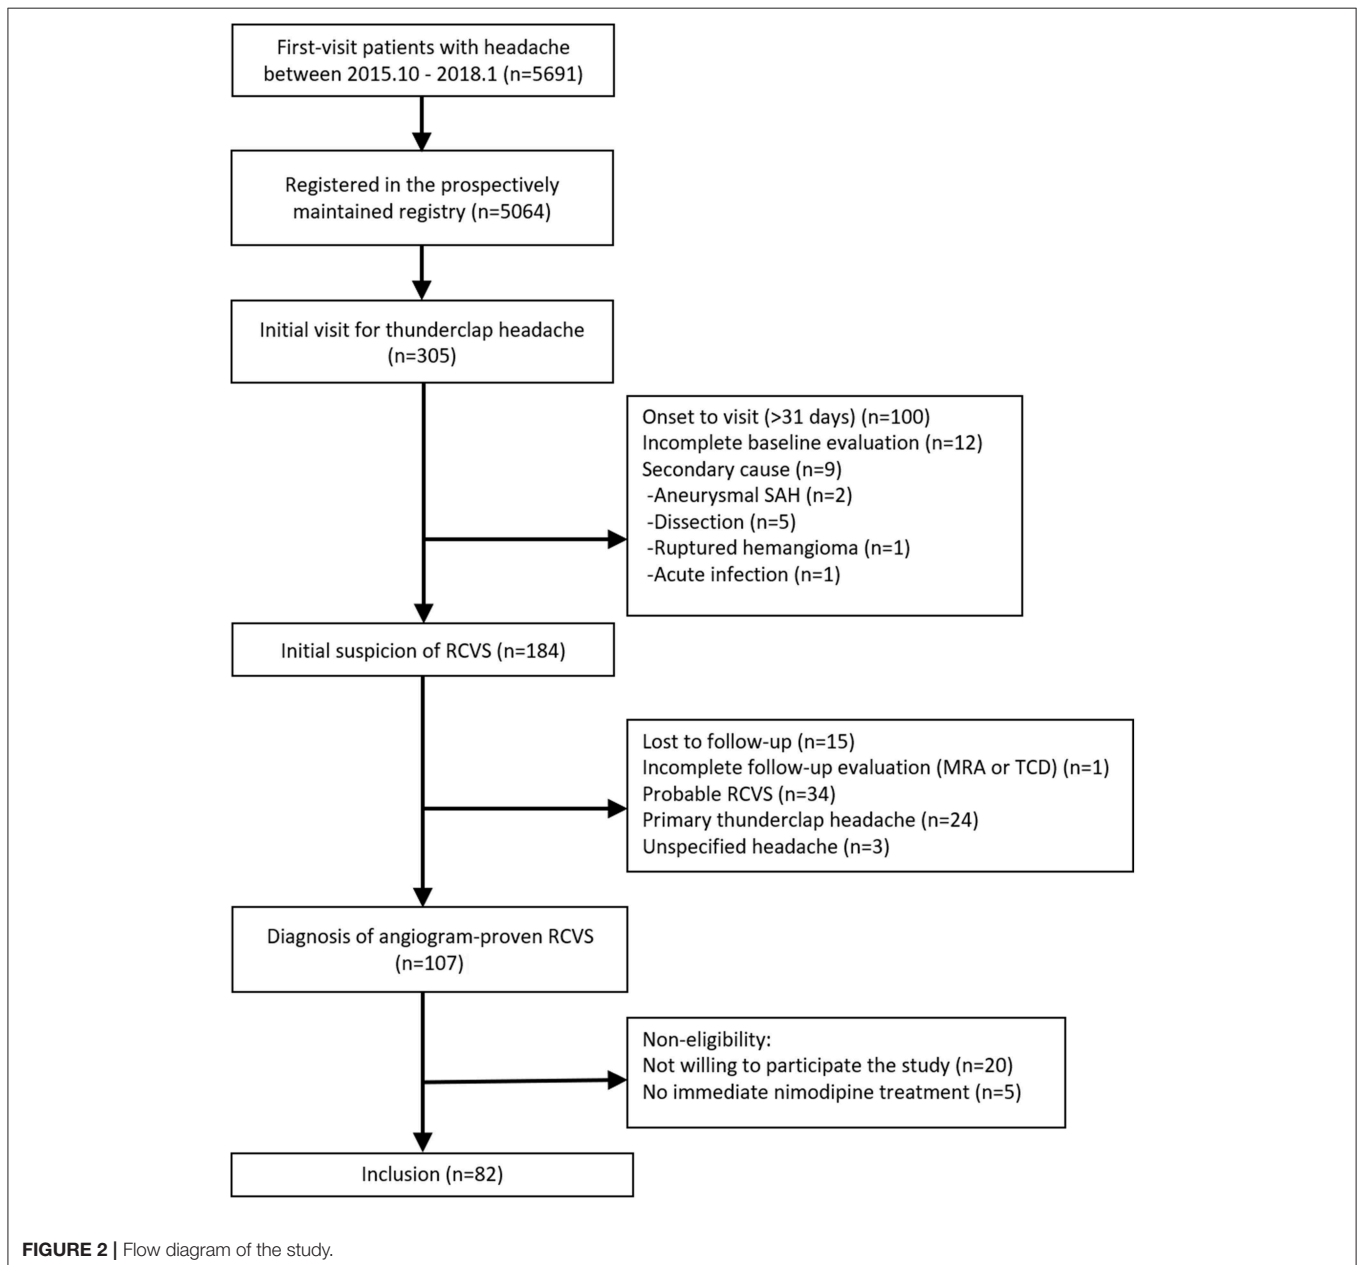 First-visit patients with headache
between 2015.10 - 2018.1 (n=5691)
Registered in the prospectively
maintained registry (n=5064)
Initial visit for thunderclap headache
(n=305)
Onset to visit (>31 days) (n=100)
Incomplete baseline evaluation (n=12)
Secondary cause (n=9)
-Aneurysmal SAH (n=2)
-Dissection (n=5)
-Ruptured hemangioma (n=1)
-Acute infection (n=1)
Initial suspicion of RCVS (n=184)
Lost to follow-up (n=15)
Incomplete follow-up evaluation (MRA or TCD) (n=1)
Probable RCVS (n=34)
Primary thunderclap headache (n=24)
Unspecified headache (n=3)
Diagnosis of angiogram-proven RCVS
(n=107)
Non-eligibility:
Not willing to participate the study (n=20)
No immediate nimodipine treatment (n=5)
Inclusion (n=82)
FIGURE 2 | Flow diagram of the study.